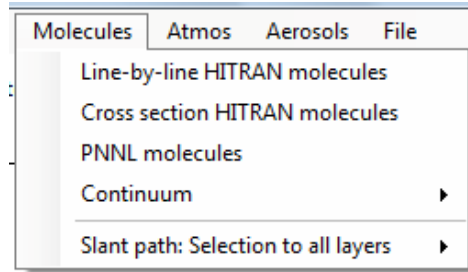 Molecules Atmos Aerosols File
Line-by-line HITRAN molecules
Cross section HITRAN molecules
PNNL molecules
Continuum
Slant path: Selection to all layers